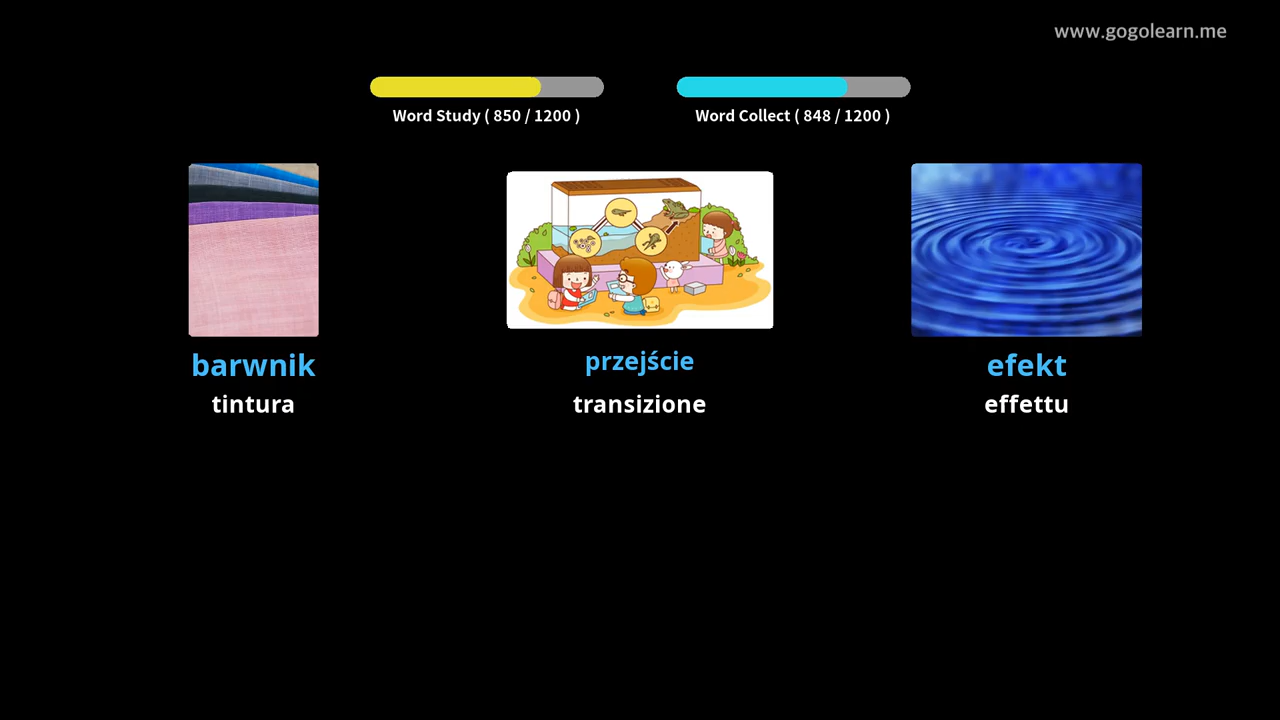 www.gogolearn.me
Word Study ( 850 / 1200 )
Word Collect ( 848 / 1200 )
barwnik
przejście
efekt
tintura
transizione
effettu